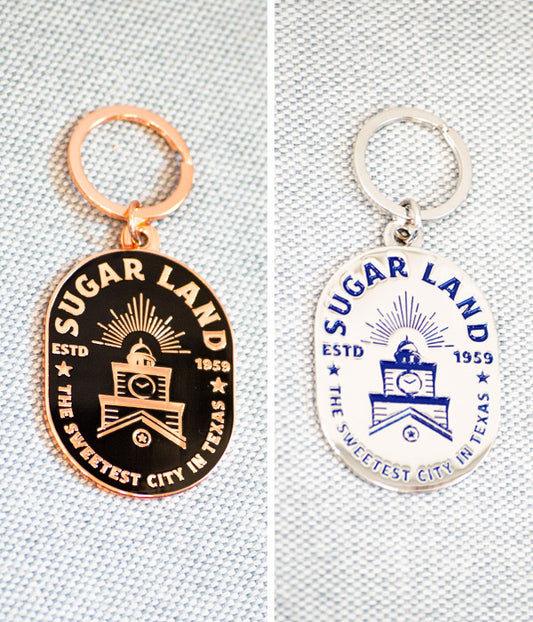 SUGAR LAND
ESTD 1959
★ THE SWEETEST CITY IN TEXAS ★
SUGAR LAND
ESTD 1959
★ THE SWEETEST CITY IN TEXAS ★